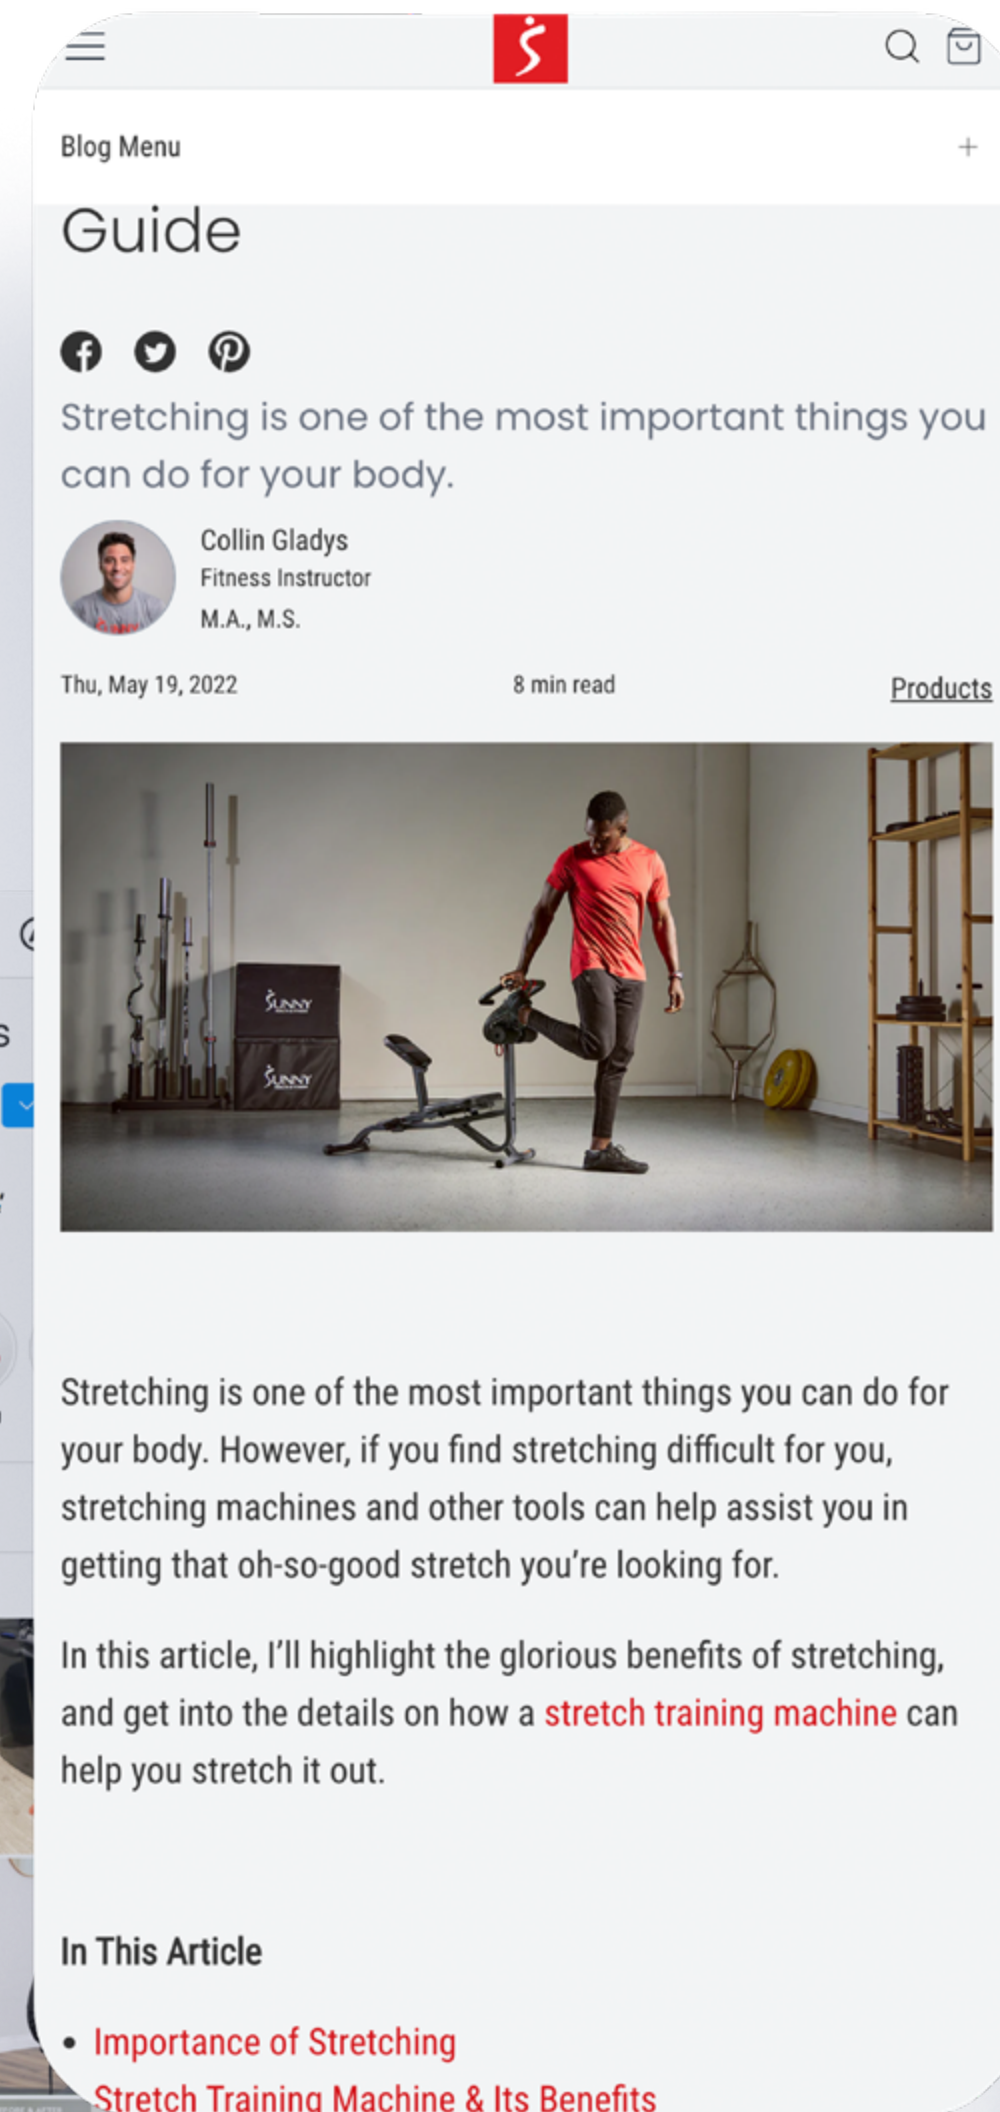 Blog Menu
Guide
Stretching is one of the most important things you
can do for your body.
Collin Gladys
Fitness Instructor
M.A., M.S.
Thu, May 19, 2022
8 min read
Products
SUNNY
SUNNY
Stretching is one of the most important things you can do for
your body. However, if you find stretching difficult for you,
stretching machines and other tools can help assist you in
getting that oh-so-good stretch you’re looking for.
In this article, I’ll highlight the glorious benefits of stretching,
and get into the details on how a stretch training machine can
help you stretch it out.
In This Article
• Importance of Stretching
Stretch Training Machine & Its Benefits